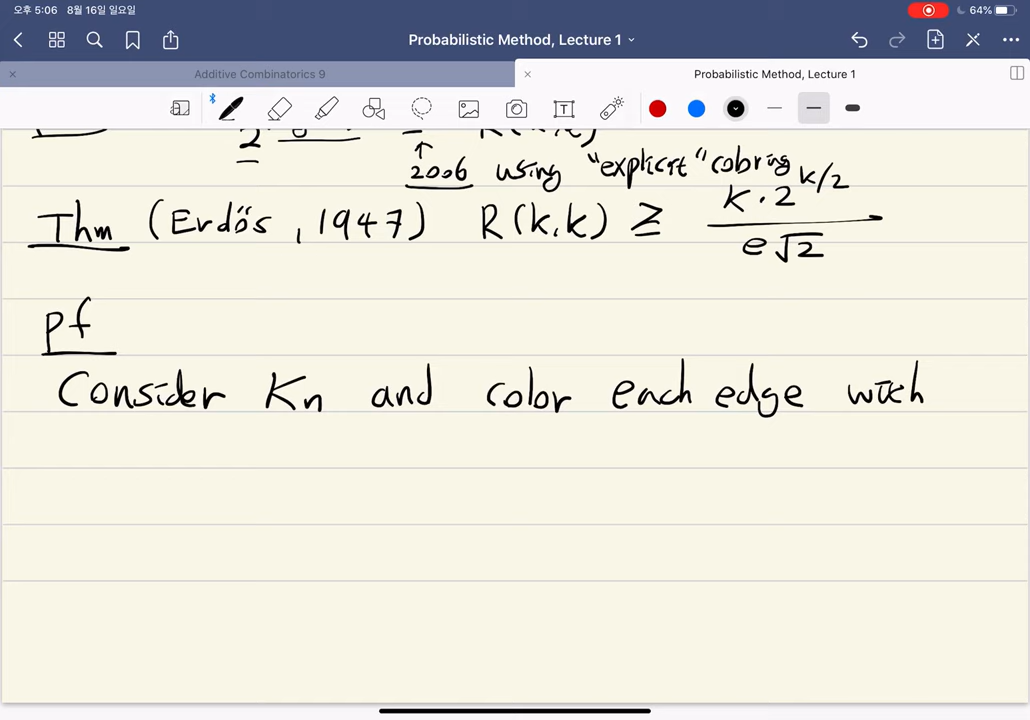 오후 5:06 8월 16일 일요일
64%
Probabilistic Method, Lecture 1
Additive Combinatorics 9
Probabilistic Method, Lecture 1
2
2006 using "explicit" coloring
Thm (Erdős, 1947) R(k,k) ≥ k·2^{k/2} / e√2
pf
Consider Kn and color each edge with